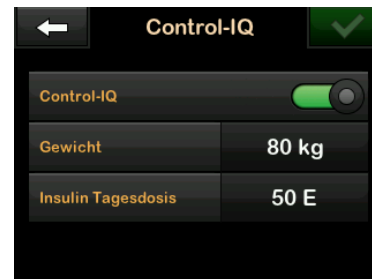 Control-IQ
Control-IQ
Gewicht 80 kg
Insulin Tagesdosis 50 E